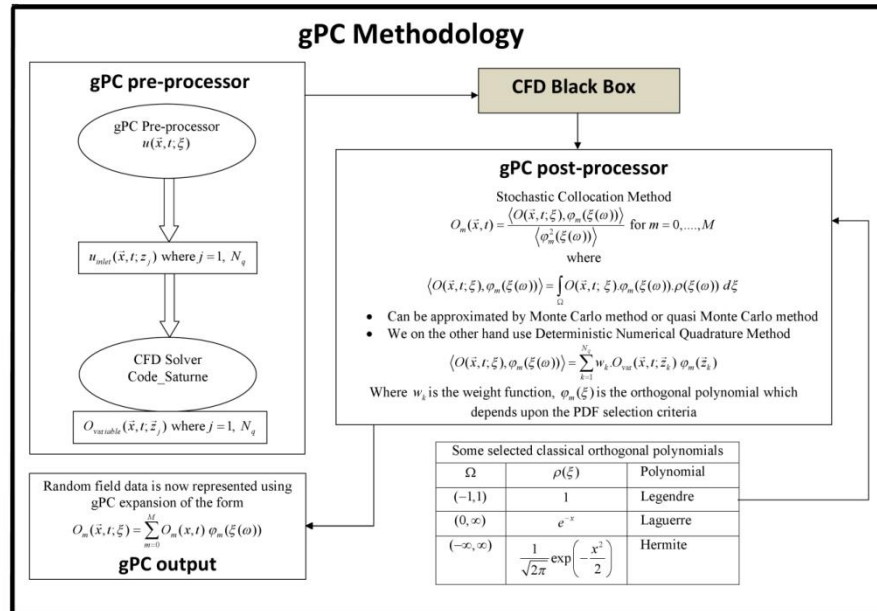 gPC Methodology
gPC pre-processor
gPC Pre-processor
u(x⃗,t;ξ)
u_inlet(x⃗,t;z_j) where j=1, N_q
CFD Solver
Code_Saturne
O_vatiable(x⃗,t;z⃗_j) where j=1, N_q
CFD Black Box
gPC post-processor
Stochastic Collocation Method
O_m(x⃗,t) = ⟨O(x⃗,t;ξ),φ_m(ξ(ω))⟩ / ⟨φ_m^2(ξ(ω))⟩ for m=0,....,M
where
⟨O(x⃗,t;ξ),φ_m(ξ(ω))⟩ = ∫_Ω O(x⃗,t; ξ).φ_m(ξ(ω)).ρ(ξ(ω)) dξ
• Can be approximated by Monte Carlo method or quasi Monte Carlo method
• We on the other hand use Deterministic Numerical Quadrature Method
⟨O(x⃗,t;ξ),φ_m(ξ(ω))⟩ = ∑_{k=1}^{N_q} w_k.O_vat(x⃗,t;z⃗_k) φ_m(z⃗_k)
Where w_k is the weight function, φ_m(ξ) is the orthogonal polynomial which
depends upon the PDF selection criteria
Some selected classical orthogonal polynomials
Ω ρ(ξ) Polynomial
(−1,1) 1 Legendre
(0,∞) e^{-x} Laguerre
(−∞,∞) 1/√2π exp(−x^2/2) Hermite
Random field data is now represented using
gPC expansion of the form
O_m(x⃗,t;ξ) = ∑_{m=0}^{M} O_m(x,t) φ_m(ξ(ω))
gPC output